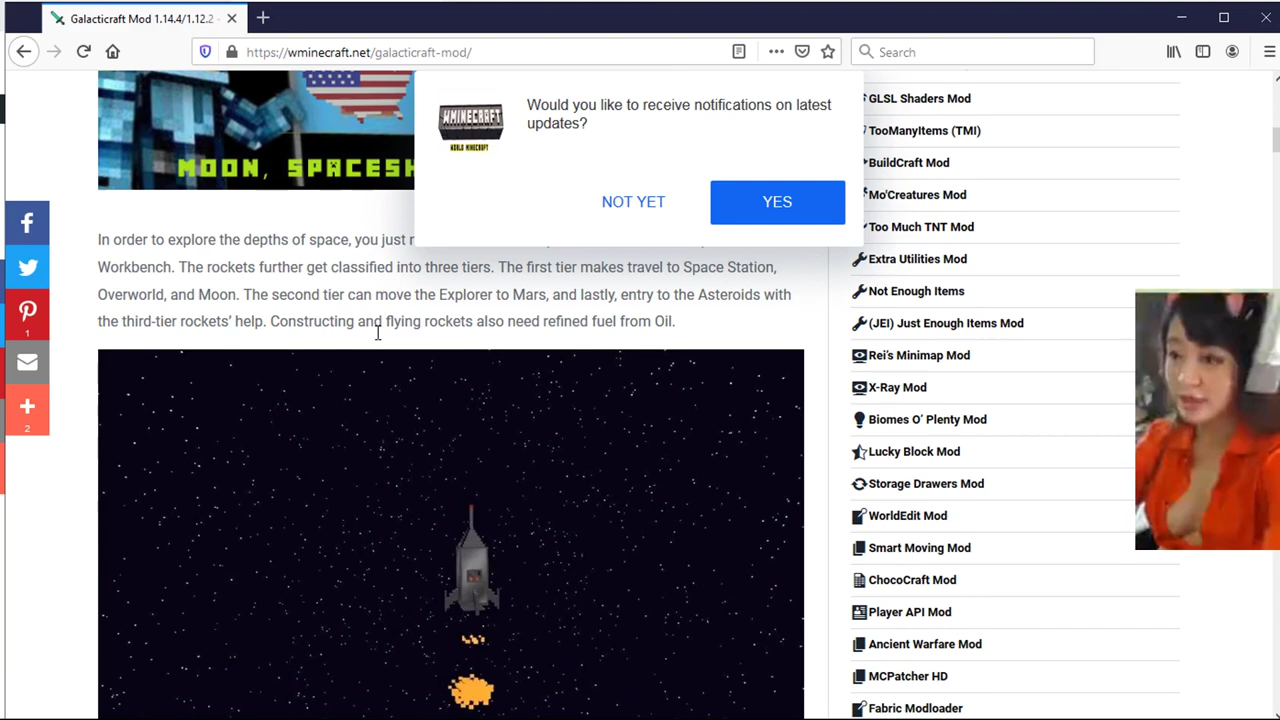 Galacticraft Mod 1.14.4/1.12.2 -
https://wminecraft.net/galacticraft-mod/
Search
MOON, SPACESH
Would you like to receive notifications on latest
updates?
WMINECRAFT
WORLD MINECRAFT
NOT YET
YES
In order to explore the depths of space, you just
Workbench. The rockets further get classified into three tiers. The first tier makes travel to Space Station,
Overworld, and Moon. The second tier can move the Explorer to Mars, and lastly, entry to the Asteroids with
the third-tier rockets’ help. Constructing and flying rockets also need refined fuel from Oil.
1
2
GLSL Shaders Mod
TooManyItems (TMI)
BuildCraft Mod
Mo'Creatures Mod
Too Much TNT Mod
Extra Utilities Mod
Not Enough Items
(JEI) Just Enough Items Mod
Rei’s Minimap Mod
X-Ray Mod
Biomes O’ Plenty Mod
Lucky Block Mod
Storage Drawers Mod
WorldEdit Mod
Smart Moving Mod
ChocoCraft Mod
Player API Mod
Ancient Warfare Mod
MCPatcher HD
Fabric Modloader